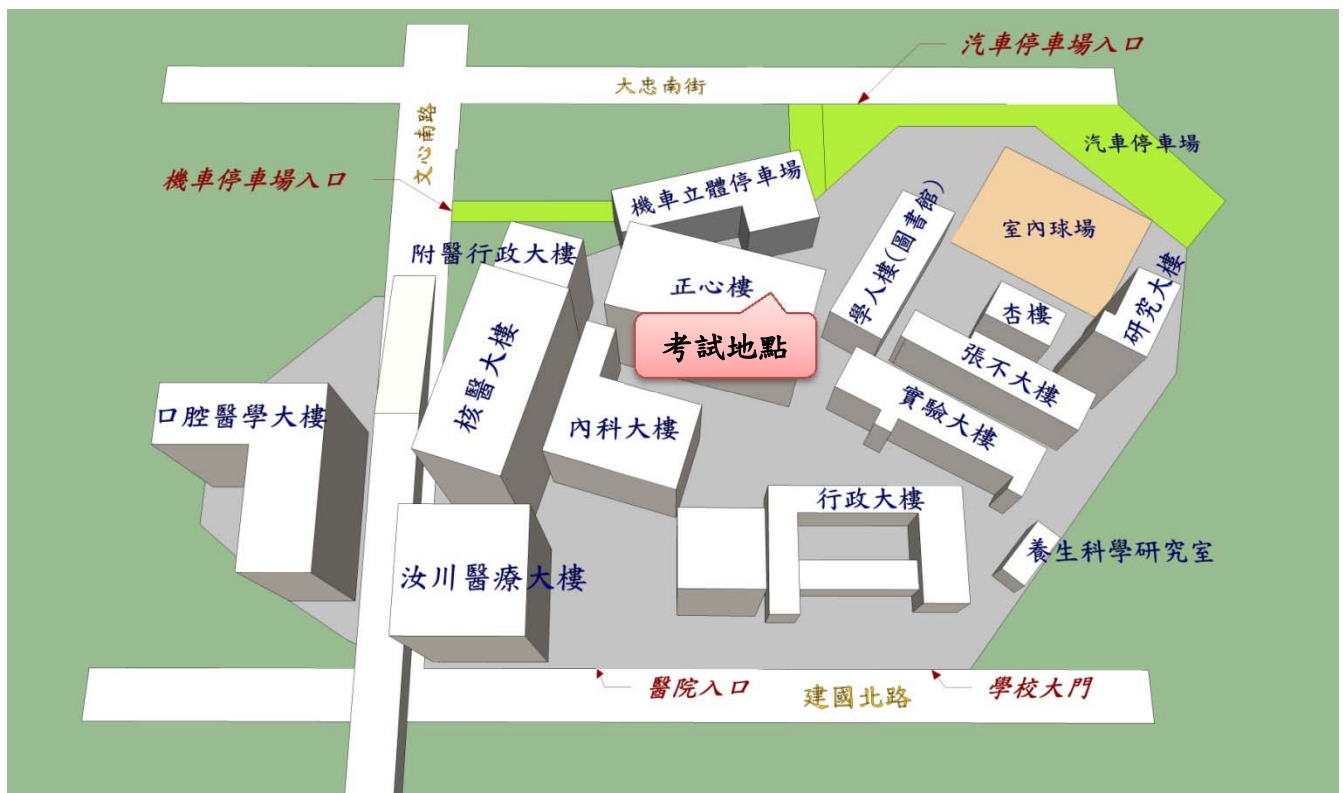 汽車停車場入口
大忠南街
文心南路
汽車停車場
機車停車場入口
機車立體停車場
學人樓(圖書館)
室內球場
附醫行政大樓
正心樓
考試地點
杏樓
研究大樓
張不大樓
核醫大樓
口腔醫學大樓
內科大樓
實驗大樓
行政大樓
養生科學研究室
汝川醫療大樓
醫院入口
建國北路
學校大門